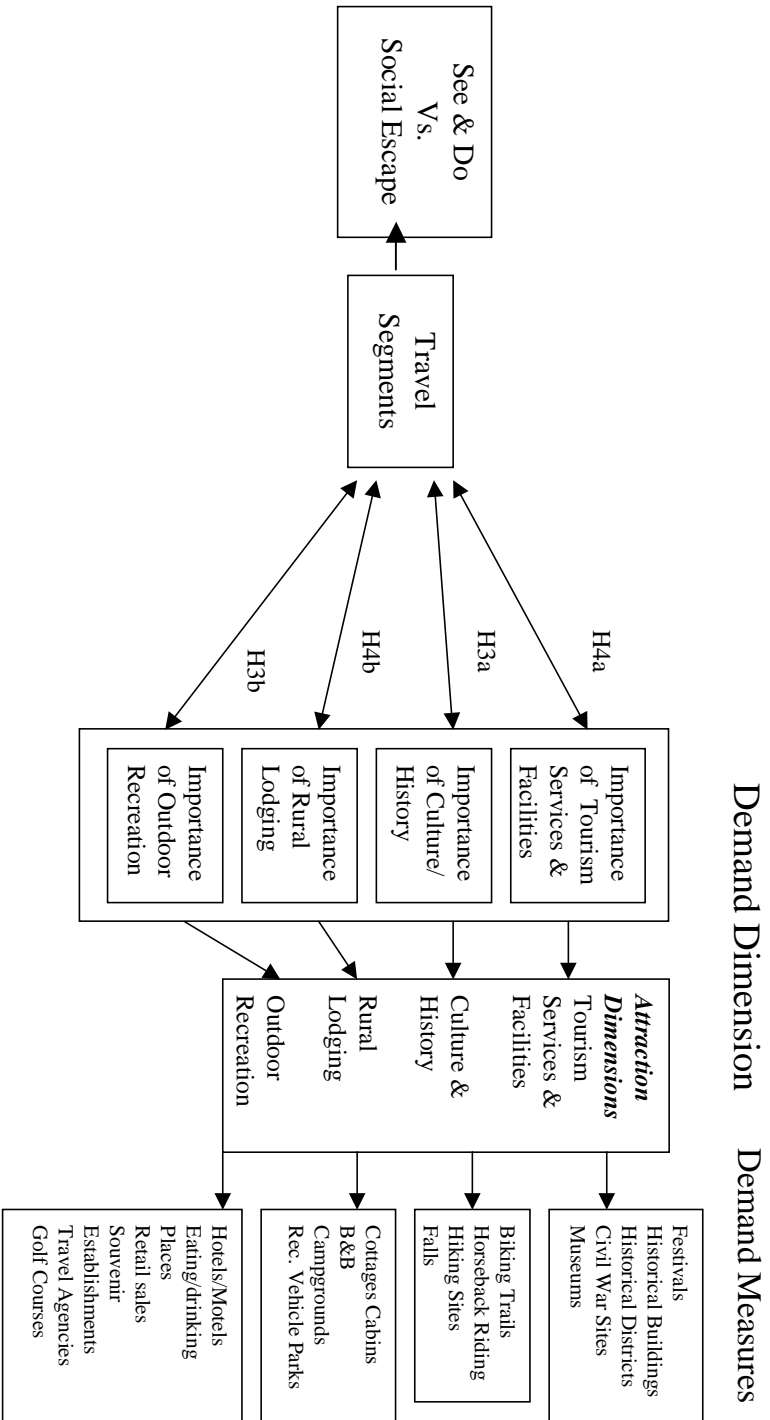 Demand Dimension
Demand Measures
See & Do
Vs.
Social Escape
Travel
Segments
H4a
H3a
H4b
H3b
Importance
of Tourism
Services &
Facilities
Importance
of Culture/
History
Importance
of Rural
Lodging
Importance
of Outdoor
Recreation
Attraction
Dimensions
Tourism
Services &
Facilities
Culture &
History
Rural
Lodging
Outdoor
Recreation
Festivals
Historical Buildings
Historical Districts
Civil War Sites
Museums
Biking Trails
Horseback Riding
Hiking Sites
Falls
Cottages Cabins
B&B
Campgrounds
Rec. Vehicle Parks
Hotels/Motels
Eating/drinking
Places
Retail sales
Souvenir
Establishments
Travel Agencies
Golf Courses